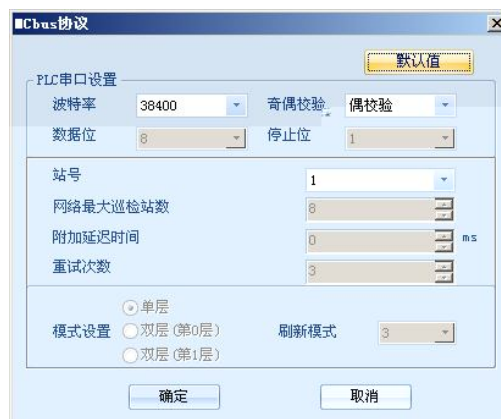 MCbus协议
默认值
PLC串口设置
波特率 38400 奇偶校验 偶校验
数据位 8 停止位 1
站号 1
网络最大巡检站数 8
附加延迟时间 0 ms
重试次数 3
单层
模式设置 双层(第0层) 刷新模式 3
双层(第1层)
确定 取消